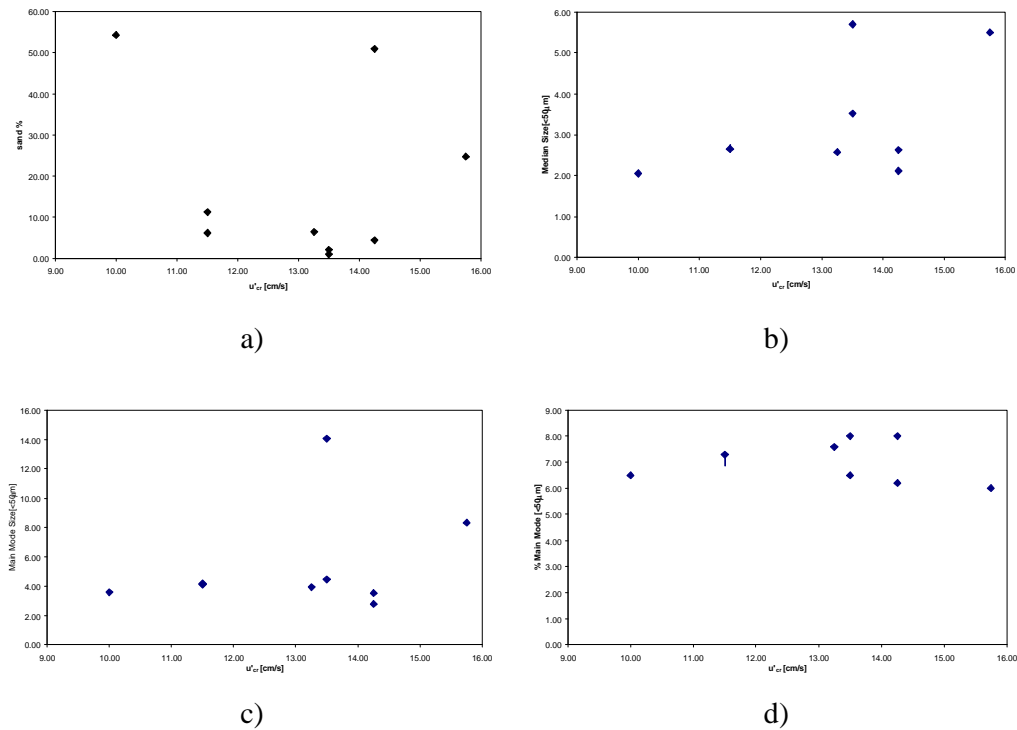 60.00
50.00
40.00
30.00
20.00
10.00
0.00
9.00 10.00 11.00 12.00 13.00 14.00 15.00 16.00
sand %
u'cr [cm/s]
a)
6.00
5.00
4.00
3.00
2.00
1.00
0.00
9.00 10.00 11.00 12.00 13.00 14.00 15.00 16.00
Median Size[<50µm]
u'cr [cm/s]
b)
16.00
14.00
12.00
10.00
8.00
6.00
4.00
2.00
0.00
9.00 10.00 11.00 12.00 13.00 14.00 15.00 16.00
Main Mode Size[<50µm]
u'cr [cm/s]
c)
9.00
8.00
7.00
6.00
5.00
4.00
3.00
2.00
1.00
0.00
9.00 10.00 11.00 12.00 13.00 14.00 15.00 16.00
% Main Mode [<50µm]
u'cr [cm/s]
d)